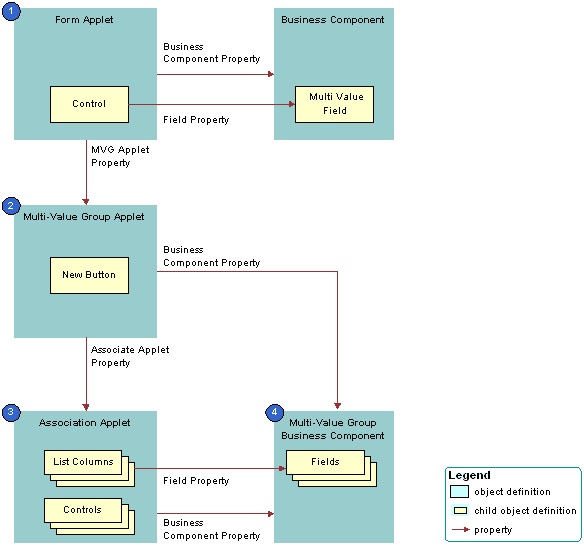 1
Form Applet
Business Component
Business
Component Property
Control
Multi Value
Field
Field Property
MVG Applet
Property
2
Multi-Value Group Applet
Business
Component Property
New Button
Associate Applet
Property
3
Association Applet
4
Multi-Value Group
Business Component
List Columns
Fields
Field Property
Controls
Business
Component Property
Legend
object definition
child object definition
property